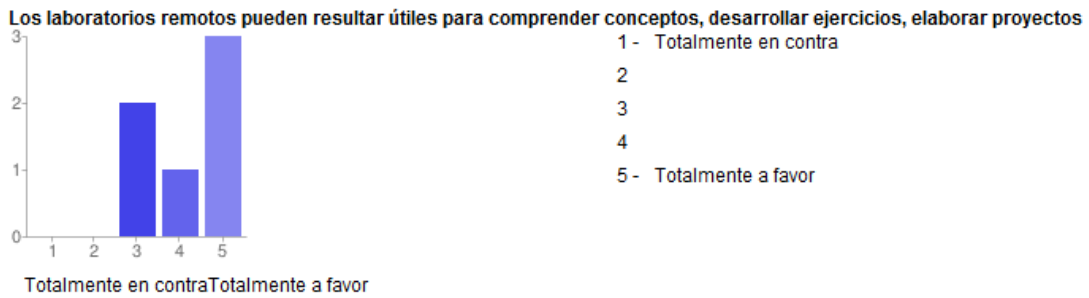 Los laboratorios remotos pueden resultar útiles para comprender conceptos, desarrollar ejercicios, elaborar proyectos
3
2
1
0
1 2 3 4 5
Totalmente en contraTotalmente a favor
1 - Totalmente en contra
2
3
4
5 - Totalmente a favor